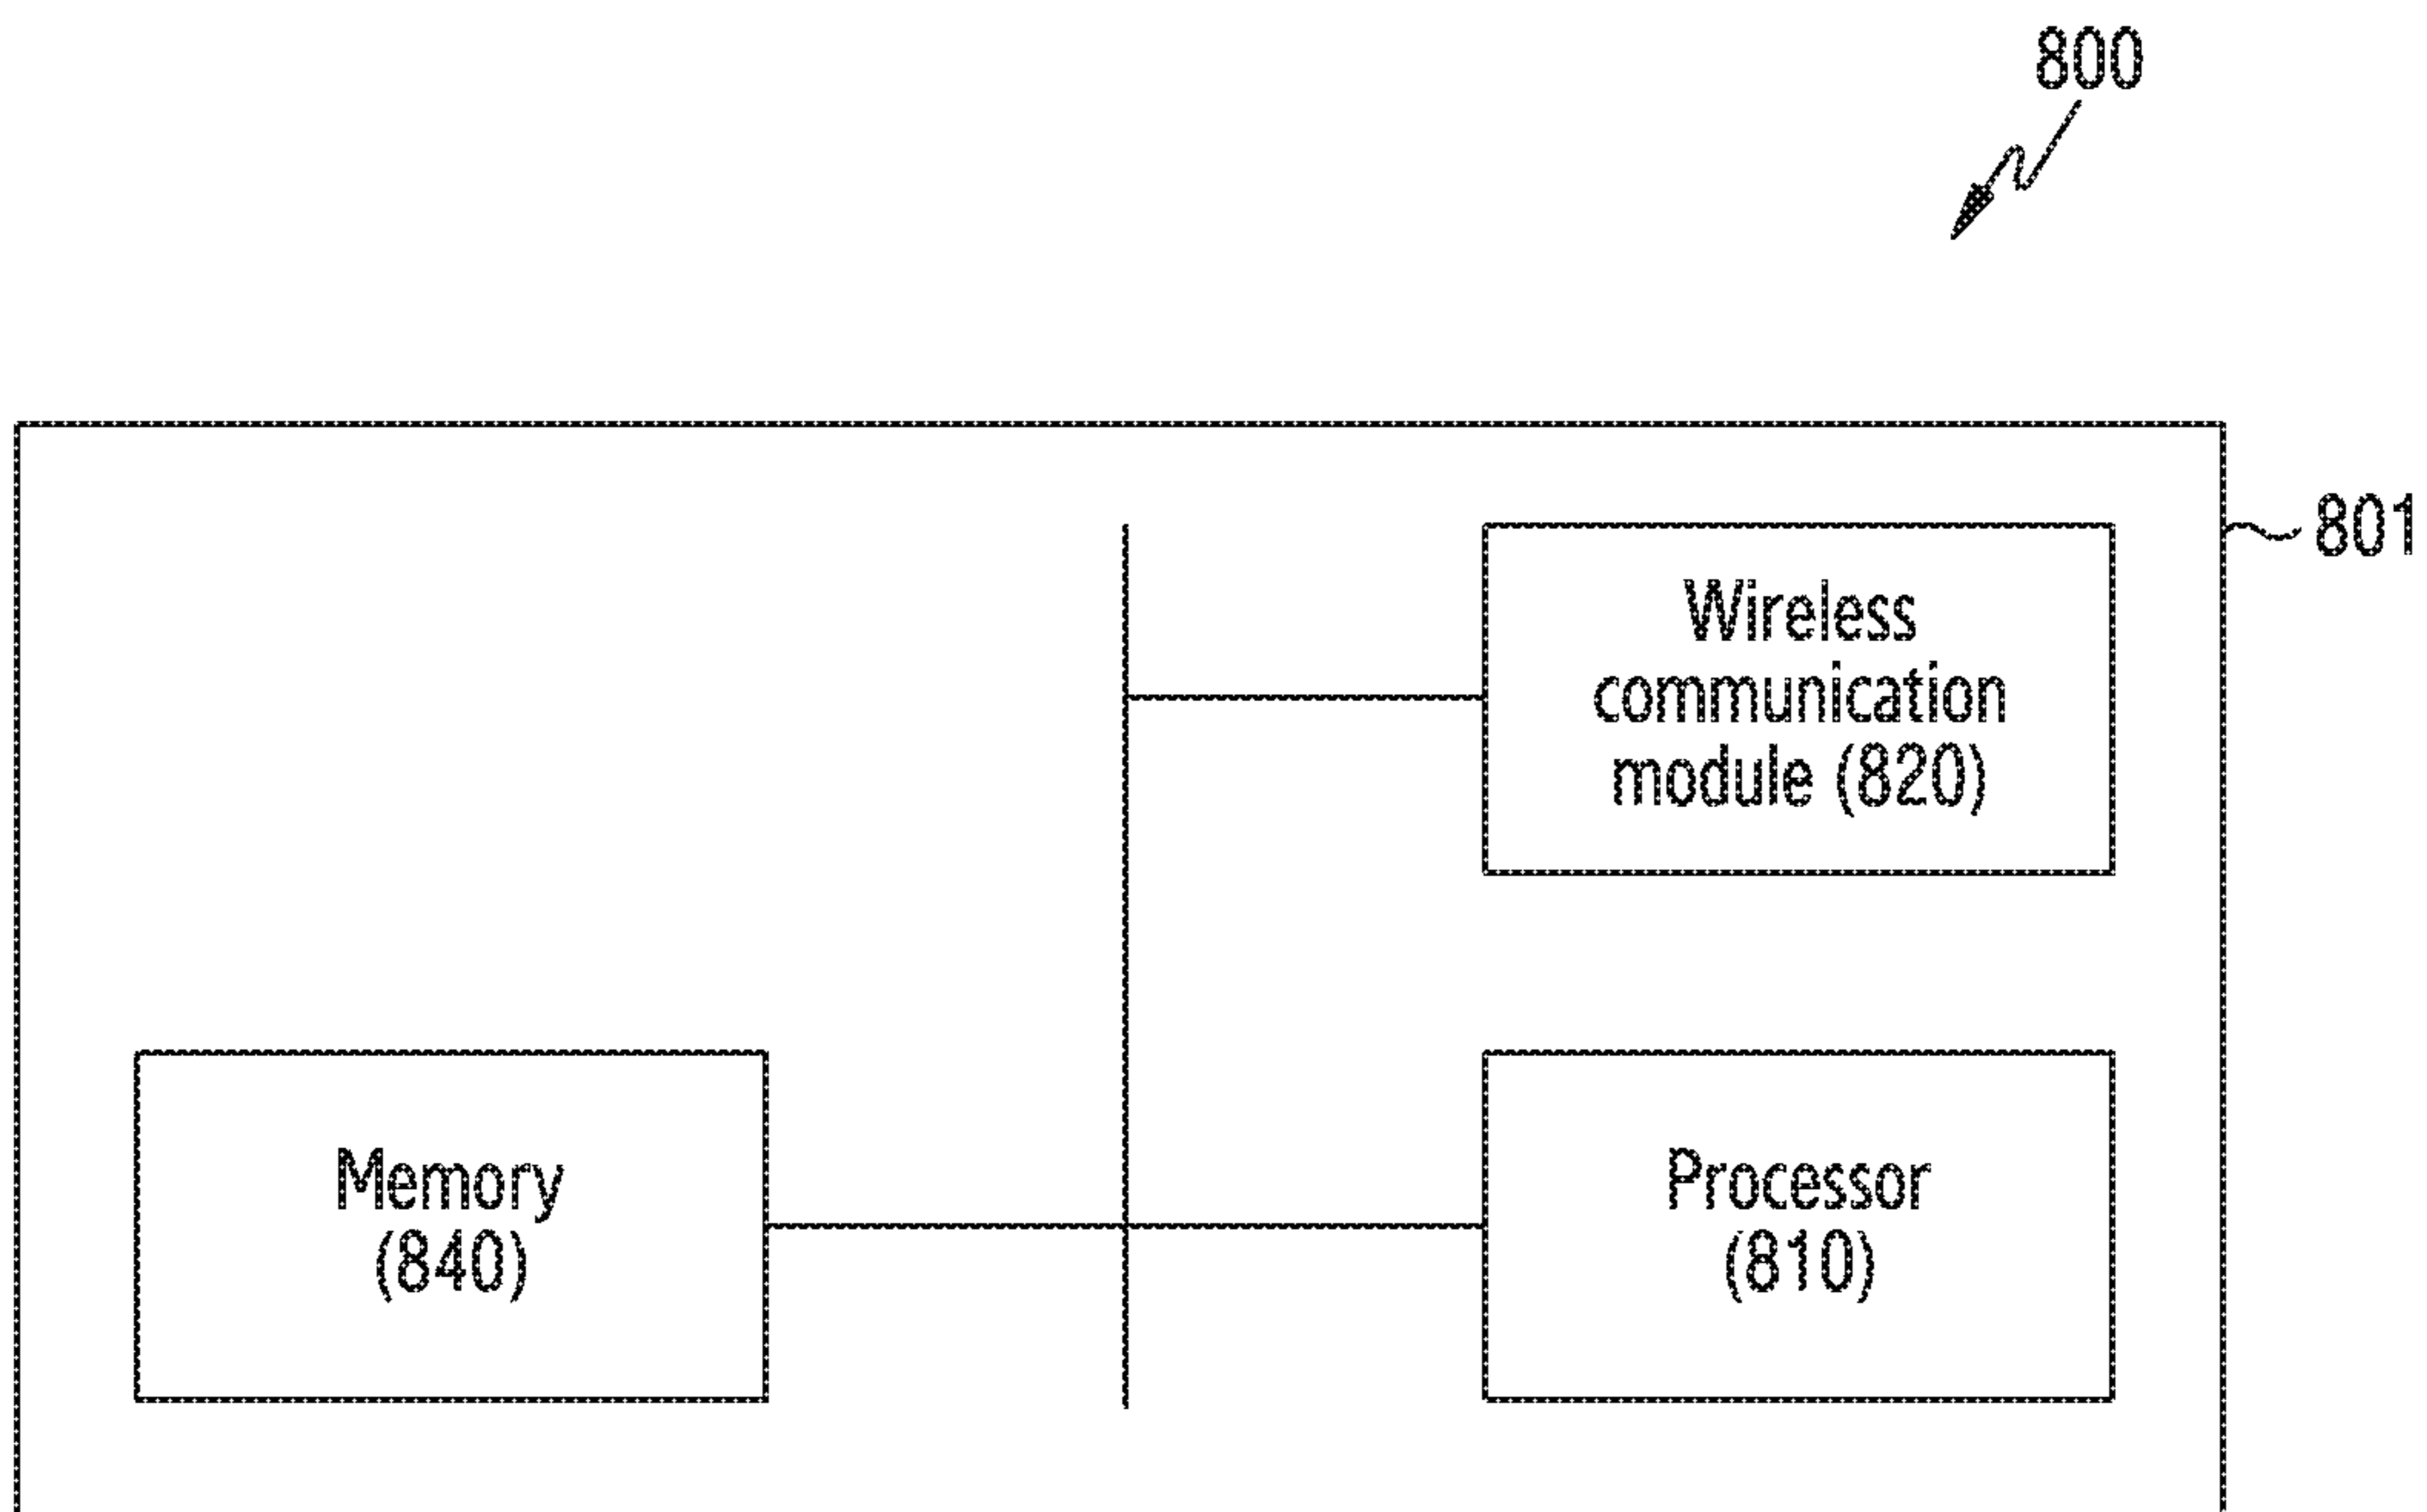 800
801
Wireless
communication
module (820)
Memory
(840)
Processor
(810)